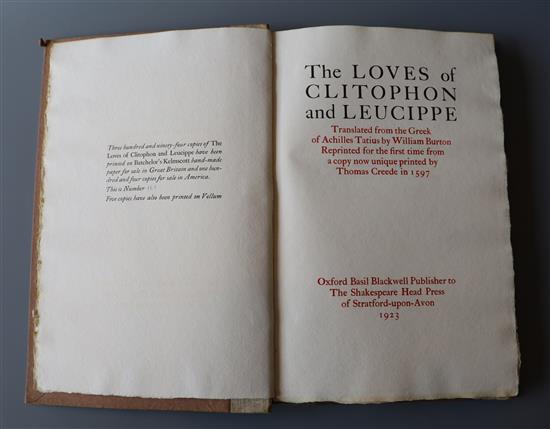 Three hundred and ninety-four copies of The
Loves of Clitophon and Leucippe have been
printed on Batchelor's Kelmscott hand-made
paper for sale in Great Britain and one hun-
dred and four copies for sale in America.
This is Number
Five copies have also been printed on Vellum
The LOVES of
CLITOPHON
and LEUCIPPE
Translated from the Greek
of Achilles Tatius by William Burton
Reprinted for the first time from
a copy now unique printed by
Thomas Creede in 1597
Oxford Basil Blackwell Publisher to
The Shakespeare Head Press
of Stratford-upon-Avon
1923